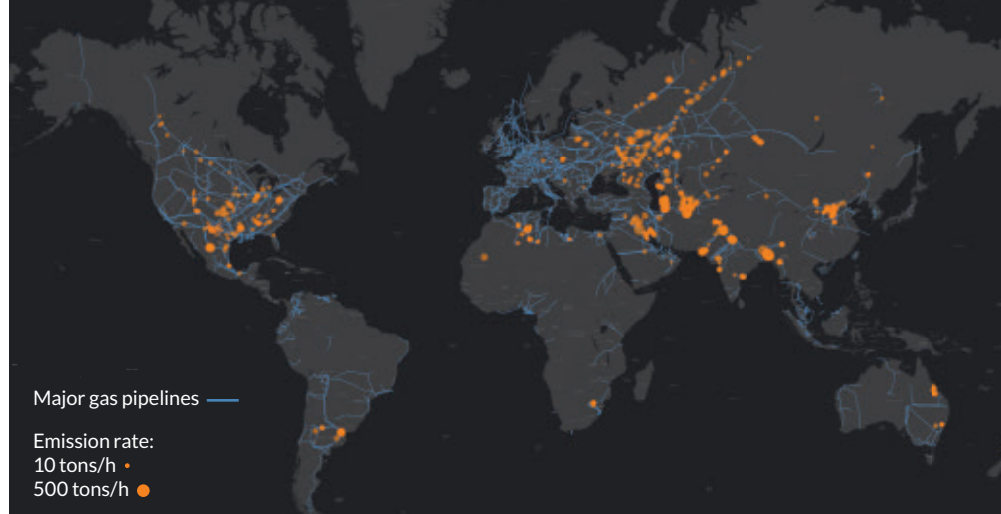 Major gas pipelines
Emission rate:
10 tons/h
500 tons/h